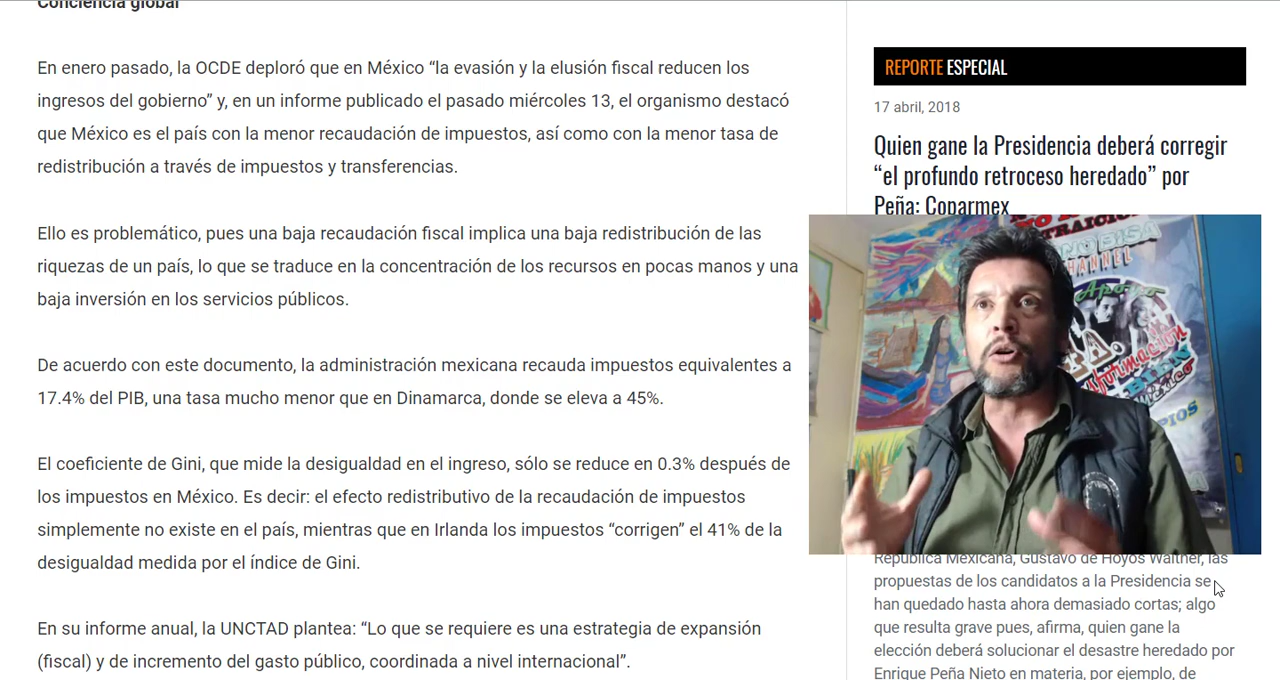 Conciencia global
En enero pasado, la OCDE deploró que en México “la evasión y la elusión fiscal reducen los
ingresos del gobierno” y, en un informe publicado el pasado miércoles 13, el organismo destacó
que México es el país con la menor recaudación de impuestos, así como con la menor tasa de
redistribución a través de impuestos y transferencias.
Ello es problemático, pues una baja recaudación fiscal implica una baja redistribución de las
riquezas de un país, lo que se traduce en la concentración de los recursos en pocas manos y una
baja inversión en los servicios públicos.
De acuerdo con este documento, la administración mexicana recauda impuestos equivalentes a
17.4% del PIB, una tasa mucho menor que en Dinamarca, donde se eleva a 45%.
El coeficiente de Gini, que mide la desigualdad en el ingreso, sólo se reduce en 0.3% después de
los impuestos en México. Es decir: el efecto redistributivo de la recaudación de impuestos
simplemente no existe en el país, mientras que en Irlanda los impuestos “corrigen” el 41% de la
desigualdad medida por el índice de Gini.
En su informe anual, la UNCTAD plantea: “Lo que se requiere es una estrategia de expansión
(fiscal) y de incremento del gasto público, coordinada a nivel internacional”.
REPORTE ESPECIAL
17 abril, 2018
Quien gane la Presidencia deberá corregir
“el profundo retroceso heredado” por
Peña: Coparmex
CHANNEL
Apoyo
República Mexicana, Gustavo de Hoyos Walther, las
propuestas de los candidatos a la Presidencia se
han quedado hasta ahora demasiado cortas; algo
que resulta grave pues, afirma, quien gane la
elección deberá solucionar el desastre heredado por
Enrique Peña Nieto en materia, por ejemplo, de